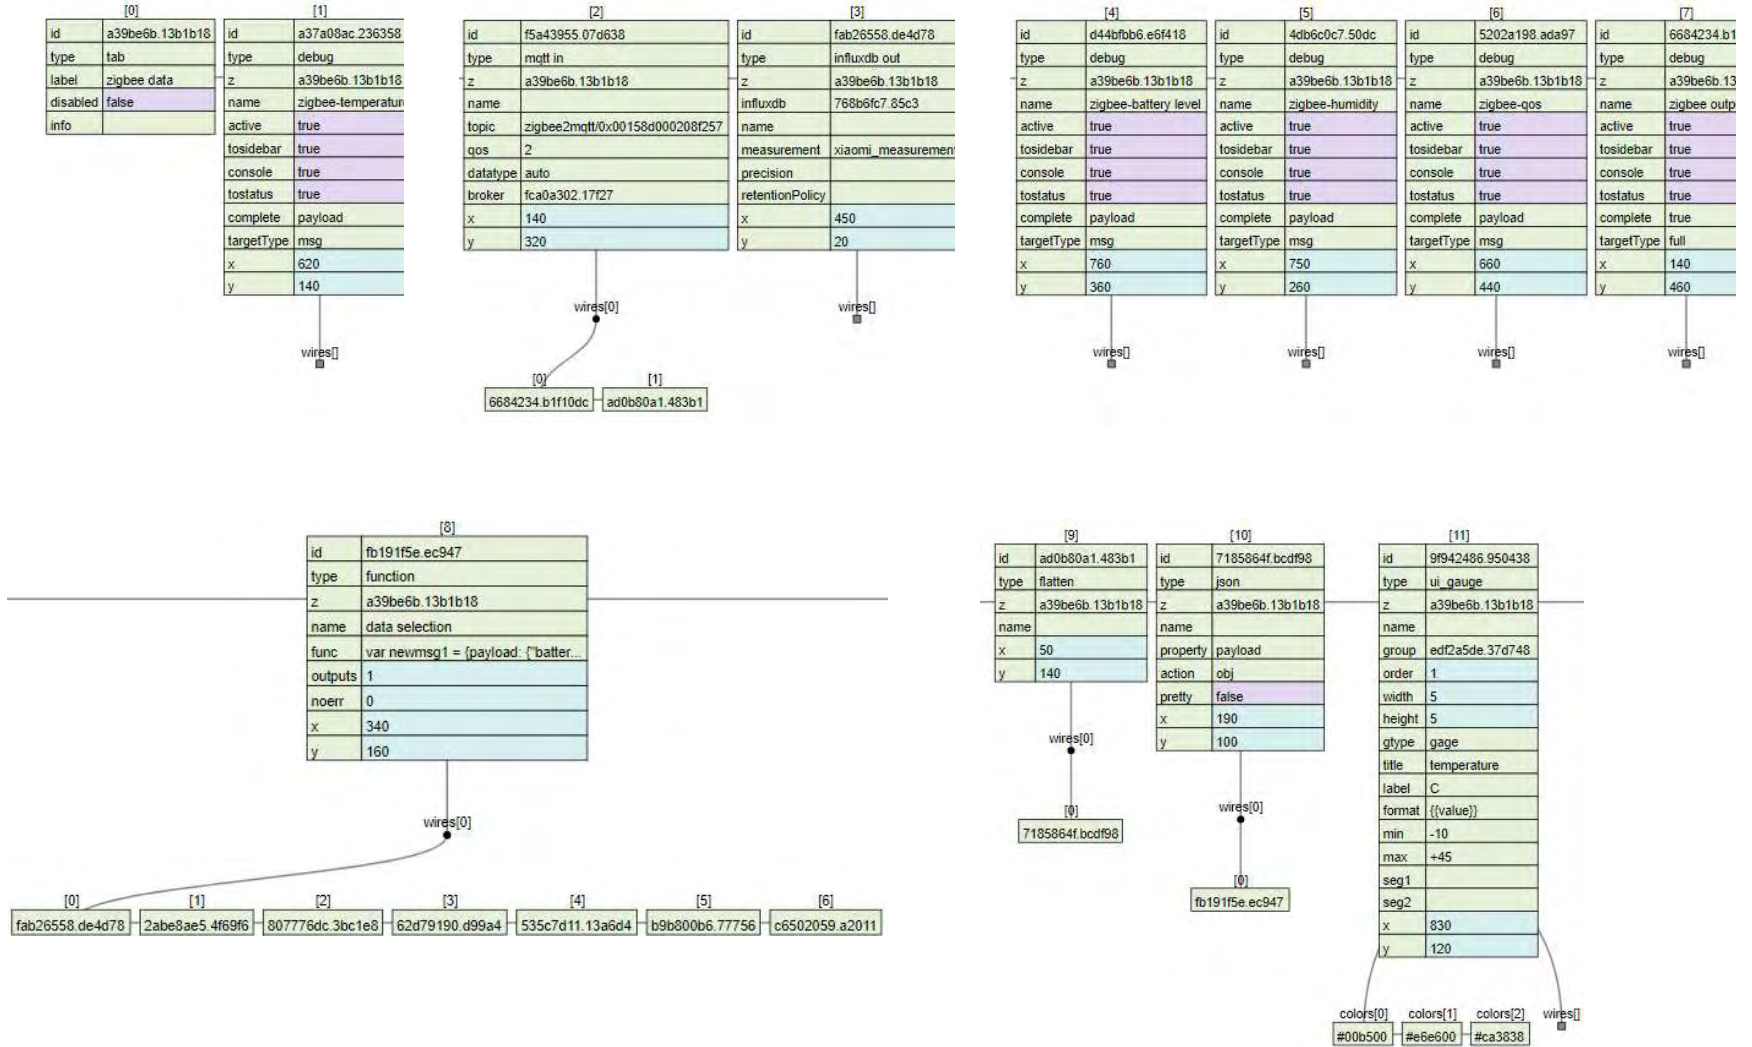 [0]
id a39be6b.13b1b18
type tab
label zigbee data
disabled false
info
[1]
id a37a08ac.236358
type debug
z a39be6b.13b1b18
name zigbee-temperatur
active true
tosidebar true
console true
tostatus true
complete payload
targetType msg
x 620
y 140
wires[]
[2]
id f5a43955.07d638
type mqtt in
z a39be6b.13b1b18
name
topic zigbee2mqtt/0x00158d000208f257
qos 2
datatype auto
broker fca0a302.17f27
x 140
y 320
wires[0]
[0] [1]
6684234.b1f10dc ad0b80a1.483b1
[3]
id fab26558.de4d78
type influxdb out
z a39be6b.13b1b18
influxdb 768b6fc7.85c3
name
measurement xiaomi_measuremen
precision
retentionPolicy
x 450
y 20
wires[]
[4]
id d44bfbb6.e6f418
type debug
z a39be6b.13b1b18
name zigbee-battery level
active true
tosidebar true
console true
tostatus true
complete payload
targetType msg
x 760
y 360
wires[]
[5]
id 4db6c0c7.50dc
type debug
z a39be6b.13b1b18
name zigbee-humidity
active true
tosidebar true
console true
tostatus true
complete payload
targetType msg
x 750
y 260
wires[]
[6]
id 5202a198.ada97
type debug
z a39be6b.13b1b18
name zigbee-qos
active true
tosidebar true
console true
tostatus true
complete payload
targetType msg
x 660
y 440
wires[]
[7]
id 6684234.b1
type debug
z a39be6b.13
name zigbee outp
active true
tosidebar true
console true
tostatus true
complete true
targetType full
x 140
y 460
wires[]
[8]
id fb191f5e.ec947
type function
z a39be6b.13b1b18
name data selection
func var newmsg1 = {payload: {"batter...
outputs 1
noerr 0
x 340
y 160
wires[0]
[0] [1] [2] [3] [4] [5] [6]
fab26558.de4d78 2abe8ae5.4f69f6 807776dc.3bc1e8 62d79190.d99a4 535c7d11.13a6d4 b9b800b6.77756 c6502059.a2011
[9]
id ad0b80a1.483b1
type flatten
z a39be6b.13b1b18
name
x 50
y 140
wires[0]
[0]
7185864f.bcdf98
[10]
id 7185864f.bcdf98
type json
z a39be6b.13b1b18
name
property payload
action obj
pretty false
x 190
y 100
wires[0]
[0]
fb191f5e.ec947
[11]
id 9f942486.950438
type ui_gauge
z a39be6b.13b1b18
name
group edf2a5de.37d748
order 1
width 5
height 5
gtype gage
title temperature
label C
format {{value}}
min -10
max +45
seg1
seg2
x 830
y 120
colors[0] colors[1] colors[2] wires[]
#00b500 #e6e600 #ca3838